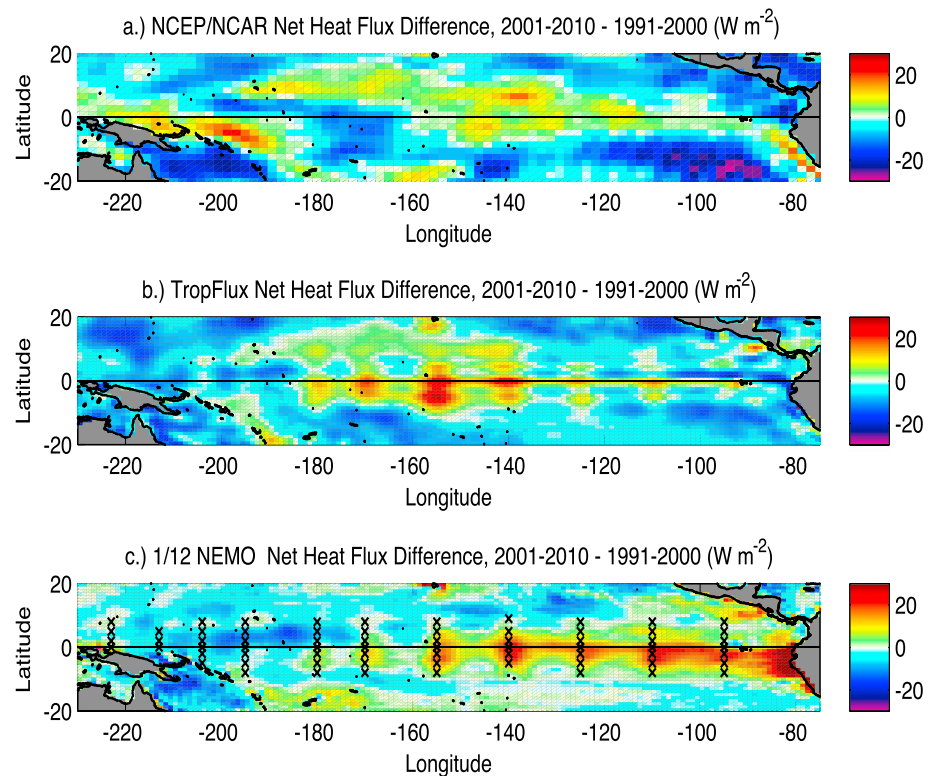 a.) NCEP/NCAR Net Heat Flux Difference, 2001-2010 - 1991-2000 (W m-2)
20
0
-20
Latitude
-220 -200 -180 -160 -140 -120 -100 -80
Longitude
20
0
-20
b.) TropFlux Net Heat Flux Difference, 2001-2010 - 1991-2000 (W m-2)
20
0
-20
Latitude
-220 -200 -180 -160 -140 -120 -100 -80
Longitude
20
0
-20
c.) 1/12 NEMO Net Heat Flux Difference, 2001-2010 - 1991-2000 (W m-2)
20
0
-20
Latitude
-220 -200 -180 -160 -140 -120 -100 -80
Longitude
20
0
-20